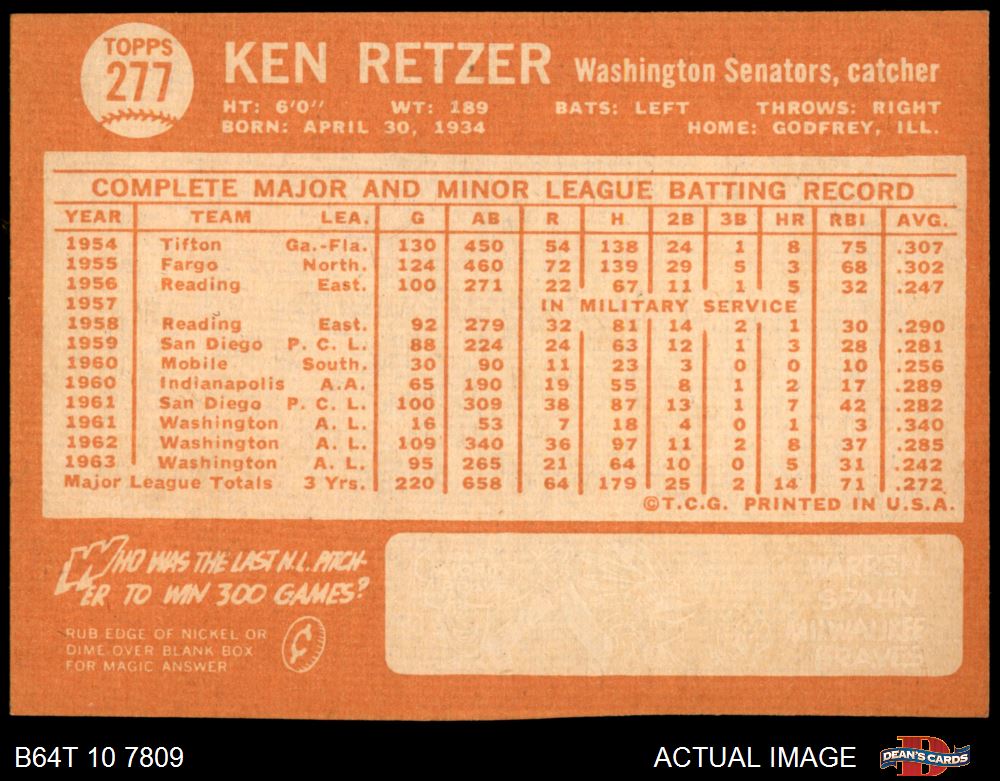 TOPPS
277
KEN RETZER Washington Senators, catcher
HT: 6'0" WT: 189 BATS: LEFT THROWS: RIGHT
BORN: APRIL 30, 1934 HOME: GODFREY, ILL.
COMPLETE MAJOR AND MINOR LEAGUE BATTING RECORD
YEAR TEAM LEA. G AB R H 2B 3B HR RBI AVG.
1954 Tifton Ga.-Fla. 130 450 54 138 24 1 8 75 .307
1955 Fargo North. 124 460 72 139 29 5 3 68 .302
1956 Reading East. 100 271 22 67 11 1 5 32 .247
1957 IN MILITARY SERVICE
1958 Reading East. 92 279 32 81 14 2 1 30 .290
1959 San Diego P. C. L. 88 224 24 63 12 1 3 28 .281
1960 Mobile South. 30 90 11 23 3 0 0 10 .256
1960 Indianapolis A.A. 65 190 19 55 8 1 2 17 .289
1961 San Diego P. C. L. 100 309 38 87 13 1 7 42 .282
1961 Washington A. L. 16 53 7 18 4 0 1 3 .340
1962 Washington A. L. 109 340 36 97 11 2 8 37 .285
1963 Washington A. L. 95 265 21 64 10 0 5 31 .242
Major League Totals 3 Yrs. 220 658 64 179 25 2 14 71 .272
©T.C.G. PRINTED IN U.S.A.
WHO WAS THE LAST N.L. PITCH-
ER TO WIN 300 GAMES?
RUB EDGE OF NICKEL OR
DIME OVER BLANK BOX
FOR MAGIC ANSWER
¢
WARREN
SPAHN
MILWAUKEE
BRAVES
B64T 10 7809 ACTUAL IMAGE DEAN'S CARDS